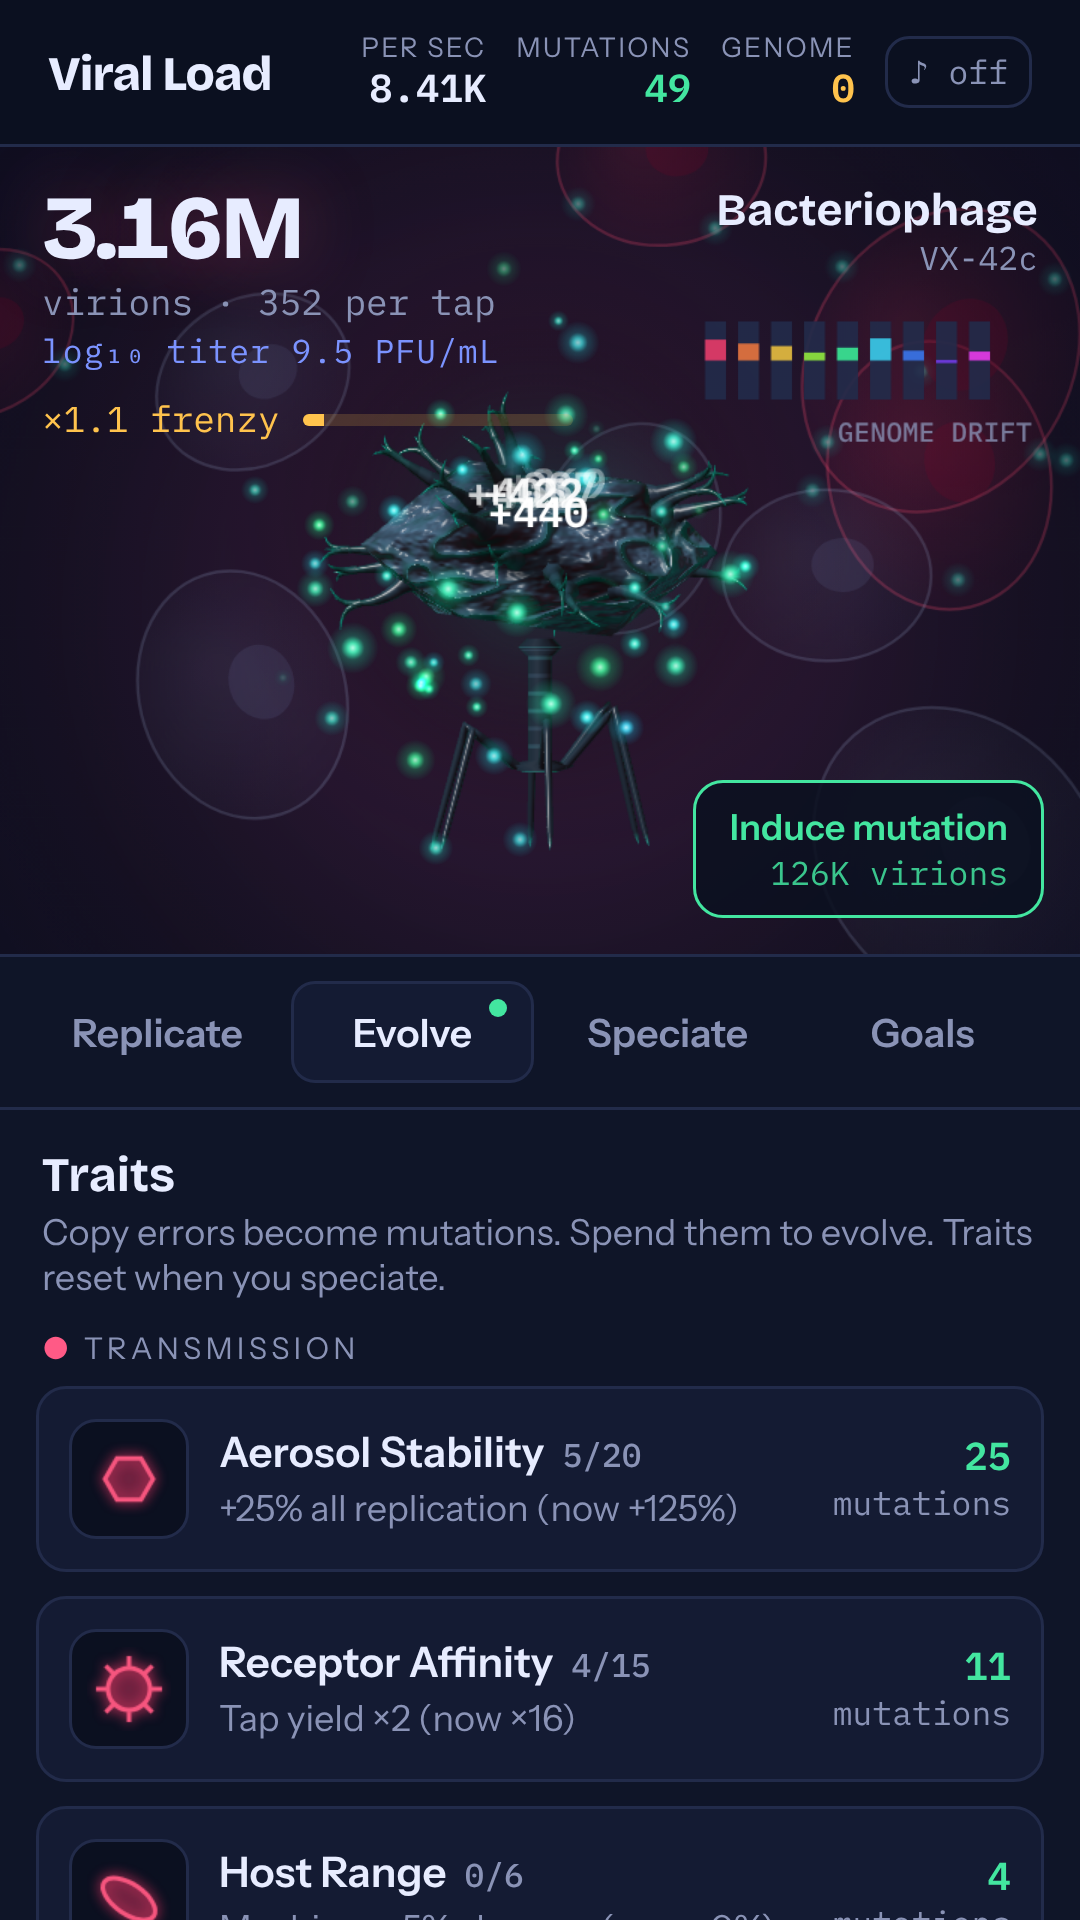 Viral Load
PER SEC
8.41K
MUTATIONS
49
GENOME
0
♪ off
3.16M
virions · 352 per tap
log₁₀ titer 9.5 PFU/mL
×1.1 frenzy
Bacteriophage
VX-42c
GENOME DRIFT
+422
+440
Induce mutation
126K virions
Replicate
Evolve
Speciate
Goals
Traits
Copy errors become mutations. Spend them to evolve. Traits
reset when you speciate.
TRANSMISSION
Aerosol Stability 5/20
+25% all replication (now +125%)
25
mutations
Receptor Affinity 4/15
Tap yield ×2 (now ×16)
11
mutations
Host Range 0/6
4
mutations